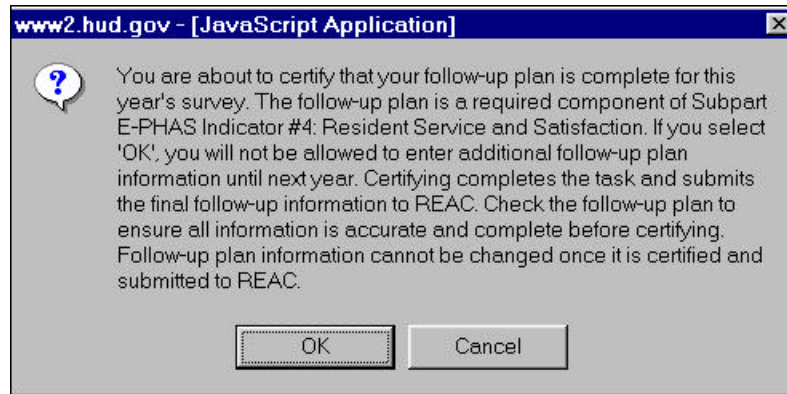 www2.hud.gov - [JavaScript Application]
You are about to certify that your follow-up plan is complete for this
year's survey. The follow-up plan is a required component of Subpart
E-PHAS Indicator #4: Resident Service and Satisfaction. If you select
'OK', you will not be allowed to enter additional follow-up plan
information until next year. Certifying completes the task and submits
the final follow-up information to REAC. Check the follow-up plan to
ensure all information is accurate and complete before certifying.
Follow-up plan information cannot be changed once it is certified and
submitted to REAC.
OK Cancel